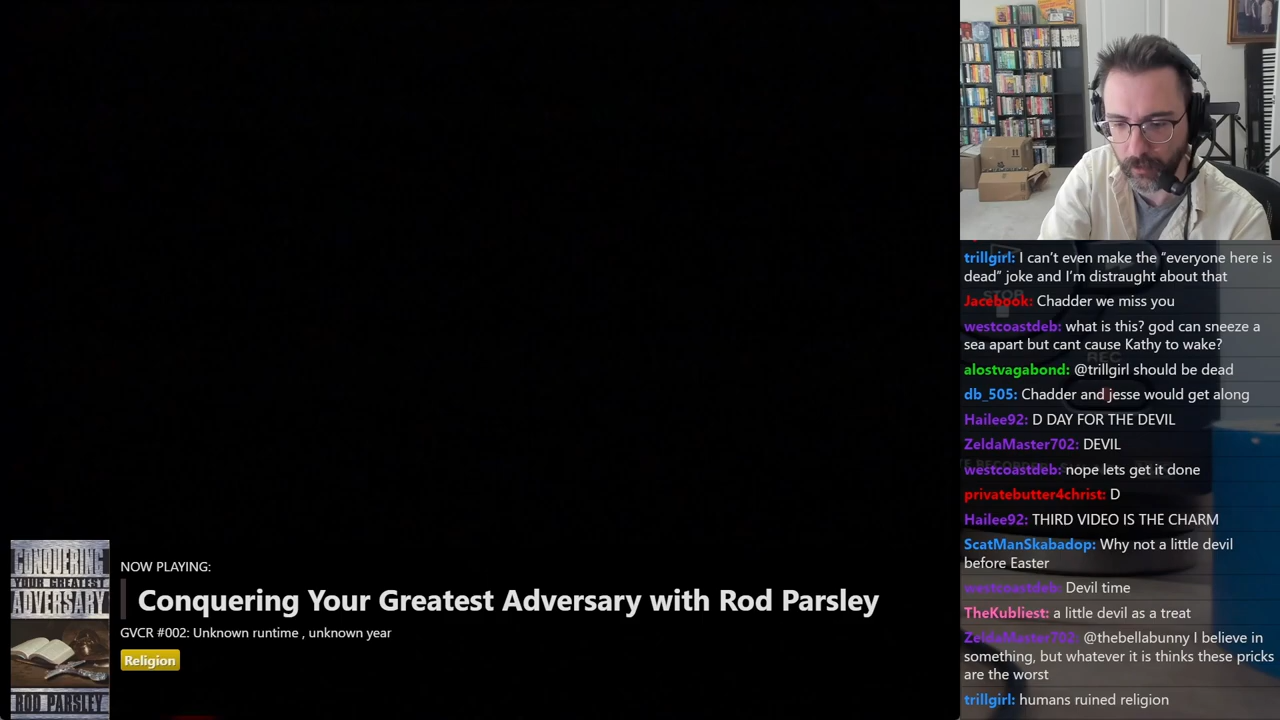 trillgirl: I can't even make the "everyone here is
dead" joke and I'm distraught about that
Jacebook: Chadder we miss you
westcoastdeb: what is this? god can sneeze a
sea apart but cant cause Kathy to wake?
alostvagabond: @trillgirl should be dead
db_505: Chadder and jesse would get along
Hailee92: D DAY FOR THE DEVIL
ZeldaMaster702: DEVIL
westcoastdeb: nope lets get it done
privatebutter4christ: D
Hailee92: THIRD VIDEO IS THE CHARM
ScatManSkabadop: Why not a little devil
before Easter
westcoastdeb: Devil time
TheKubliest: a little devil as a treat
ZeldaMaster702: @thebellabunny I believe in
something, but whatever it is thinks these pricks
are the worst
trillgirl: humans ruined religion
STOP
REC
CONQUERING
YOUR GREATEST
ADVERSARY
ROD PARSLEY
NOW PLAYING:
Conquering Your Greatest Adversary with Rod Parsley
GVCR #002: Unknown runtime , unknown year
Religion